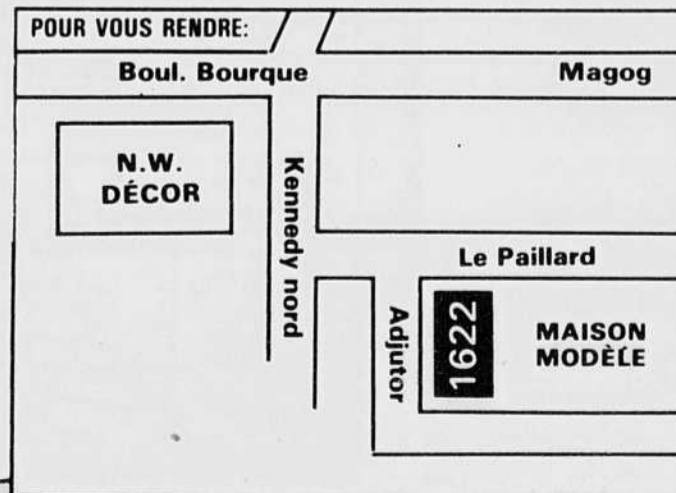 POUR VOUS RENDRE:
Boul. Bourque
Magog
N.W.
DÉCOR
Kennedy nord
Le Paillard
Adjutor
1622
MAISON
MODÈLE